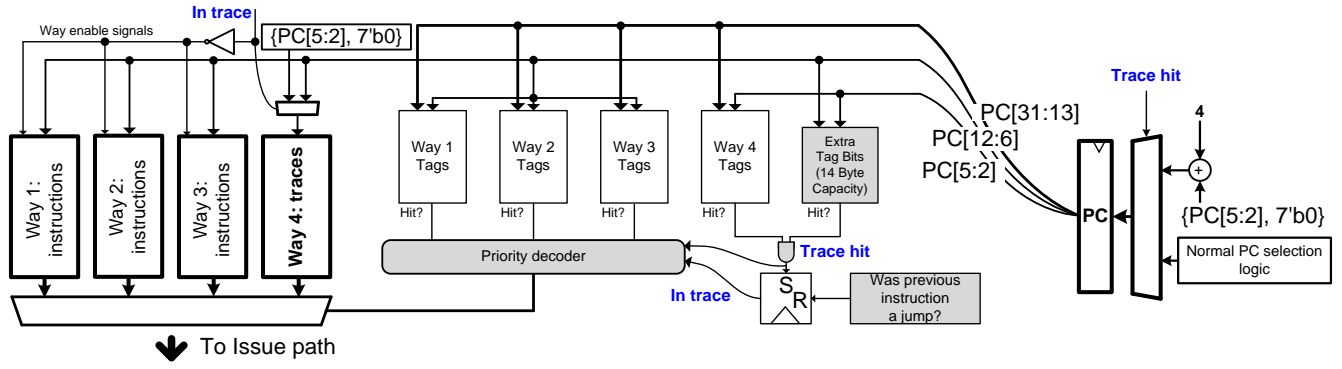 In trace
Way enable signals
{PC[5:2], 7'b0}
Way 1:
instructions
Way 2:
instructions
Way 3:
instructions
Way 4: traces
To Issue path
Way 1
Tags
Way 2
Tags
Way 3
Tags
Way 4
Tags
Extra
Tag Bits
(14 Byte
Capacity)
Hit?
Hit?
Hit?
Hit?
Hit?
Priority decoder
Trace hit
In trace
S
R
Was previous
instruction
a jump?
PC[31:13]
PC[12:6]
PC[5:2]
PC
Trace hit
4
+
{PC[5:2], 7'b0}
Normal PC selection
logic